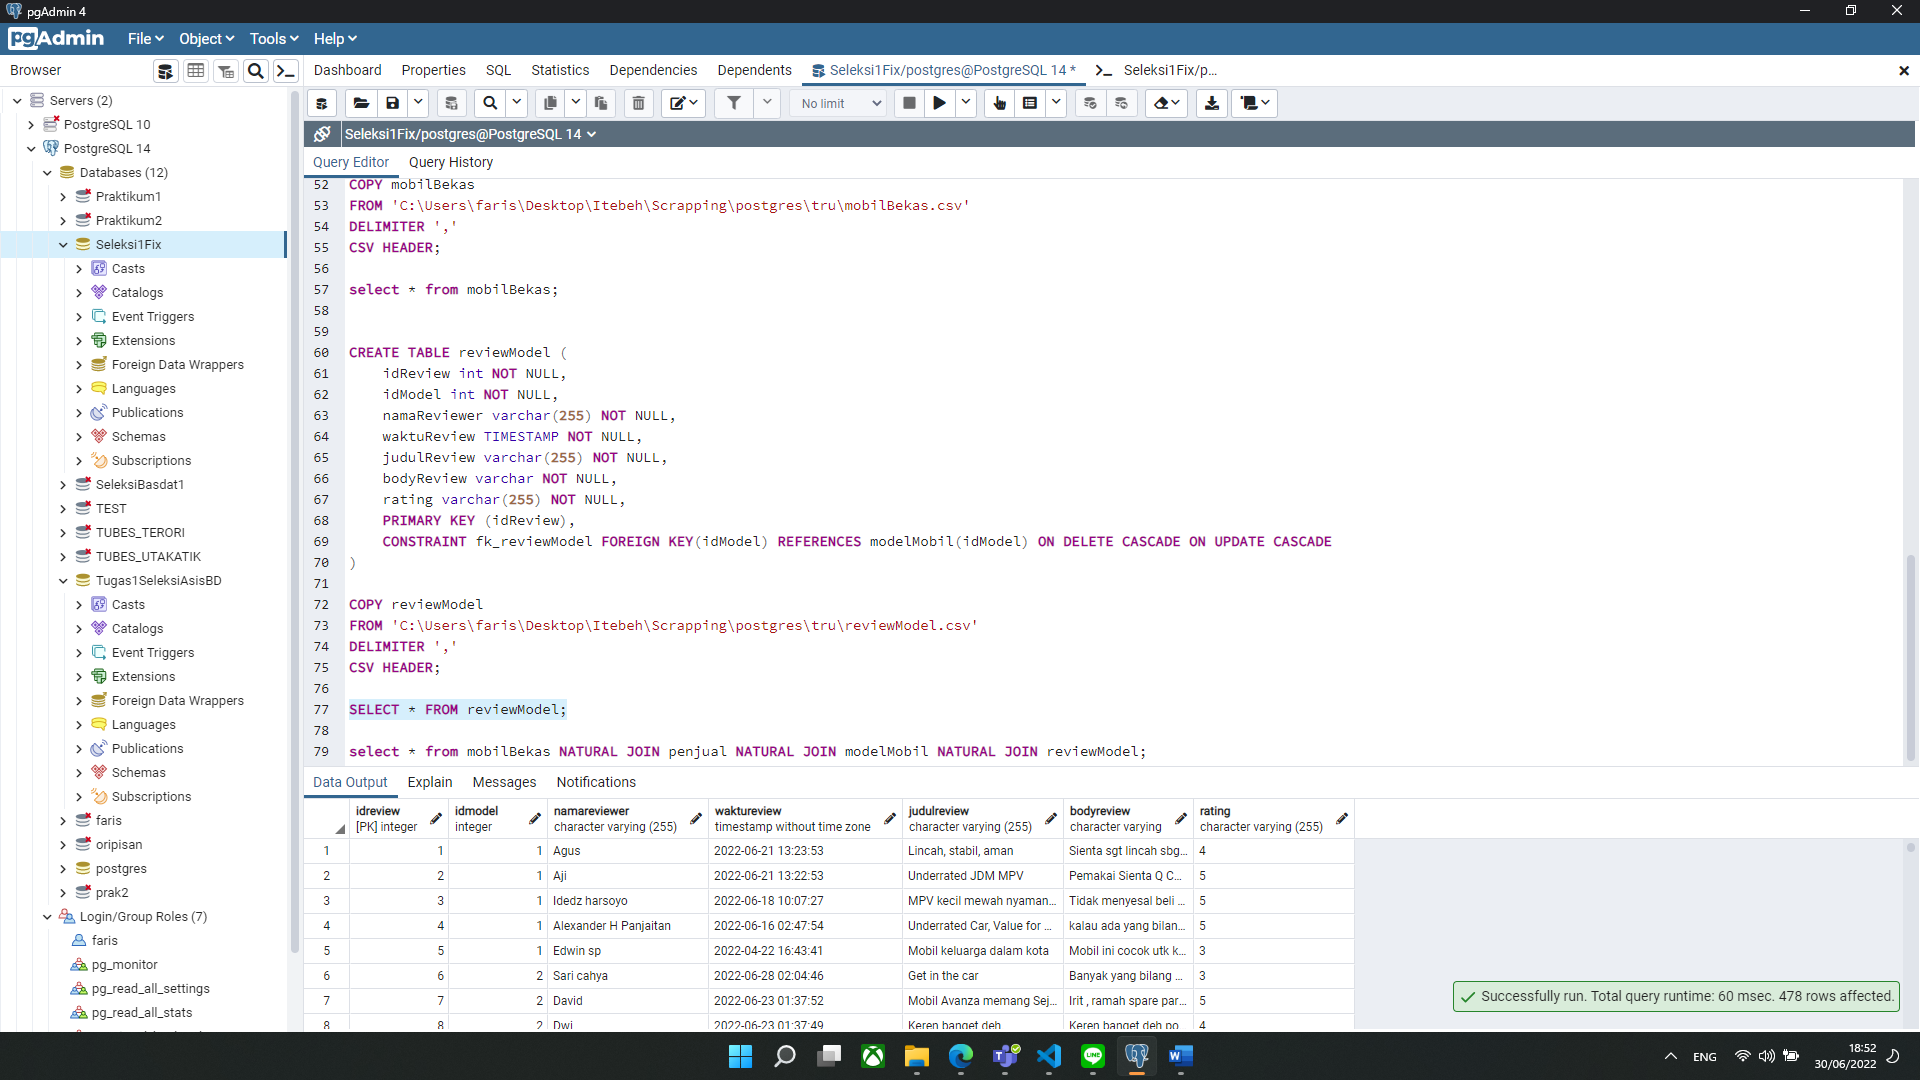 pgAdmin 4
pgAdmin File Object Tools Help
Browser
Dashboard Properties SQL Statistics Dependencies Dependents Seleksi1Fix/postgres@PostgreSQL 14 * Seleksi1Fix/p...
No limit
Seleksi1Fix/postgres@PostgreSQL 14
Query Editor Query History
Servers (2)
PostgreSQL 10
PostgreSQL 14
Databases (12)
Praktikum1
Praktikum2
Seleksi1Fix
Casts
Catalogs
Event Triggers
Extensions
Foreign Data Wrappers
Languages
Publications
Schemas
Subscriptions
SeleksiBasdat1
TEST
TUBES_TERORI
TUBES_UTAKATIK
Tugas1SeleksiAsisBD
Casts
Catalogs
Event Triggers
Extensions
Foreign Data Wrappers
Languages
Publications
Schemas
Subscriptions
faris
oripisan
postgres
prak2
Login/Group Roles (7)
faris
pg_monitor
pg_read_all_settings
pg_read_all_stats
52 COPY mobilBekas
53 FROM 'C:\Users\faris\Desktop\Itebeh\Scrapping\postgres\tru\mobilBekas.csv'
54 DELIMITER ','
55 CSV HEADER;
56
57 select * from mobilBekas;
58
59
60 CREATE TABLE reviewModel (
61 idReview int NOT NULL,
62 idModel int NOT NULL,
63 namaReviewer varchar(255) NOT NULL,
64 waktuReview TIMESTAMP NOT NULL,
65 judulReview varchar(255) NOT NULL,
66 bodyReview varchar NOT NULL,
67 rating varchar(255) NOT NULL,
68 PRIMARY KEY (idReview),
69 CONSTRAINT fk_reviewModel FOREIGN KEY(idModel) REFERENCES modelMobil(idModel) ON DELETE CASCADE ON UPDATE CASCADE
70 )
71
72 COPY reviewModel
73 FROM 'C:\Users\faris\Desktop\Itebeh\Scrapping\postgres\tru\reviewModel.csv'
74 DELIMITER ','
75 CSV HEADER;
76
77 SELECT * FROM reviewModel;
78
79 select * from mobilBekas NATURAL JOIN penjual NATURAL JOIN modelMobil NATURAL JOIN reviewModel;
Data Output Explain Messages Notifications
idreview idmodel namareviewer waktureview judulreview bodyreview rating
[PK] integer integer character varying (255) timestamp without time zone character varying (255) character varying character varying (255)
1 1 1 Agus 2022-06-21 13:23:53 Lincah, stabil, aman Sienta sgt lincah sbg... 4
2 2 1 Aji 2022-06-21 13:22:53 Underrated JDM MPV Pemakai Sienta Q C... 5
3 3 1 Idedz harsoyo 2022-06-18 10:07:27 MPV kecil mewah nyaman... Tidak menyesal beli ... 5
4 4 1 Alexander H Panjaitan 2022-06-16 02:47:54 Underrated Car, Value for ... kalau ada yang bilan... 5
5 5 1 Edwin sp 2022-04-22 16:43:41 Mobil keluarga dalam kota Mobil ini cocok utk k... 3
6 6 2 Sari cahya 2022-06-28 02:04:46 Get in the car Banyak yang bilang ... 3
7 7 2 David 2022-06-23 01:37:52 Mobil Avanza memang Sej... Irit , ramah spare par... 5
8 8 2 Dwi 2022-06-23 01:37:49 Keren banget deh Keren banget deh po... 4
Successfully run. Total query runtime: 60 msec. 478 rows affected.
ENG
18:52
30/06/2022